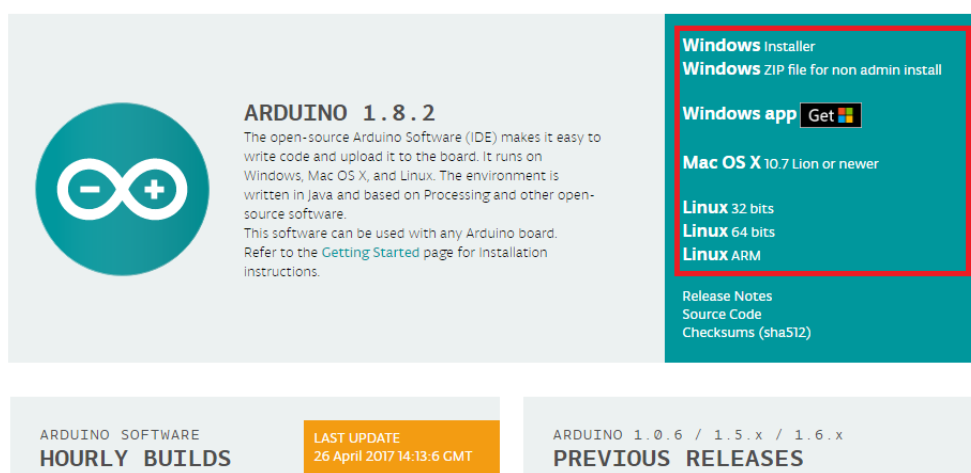 ARDUINO 1.8.2
The open-source Arduino Software (IDE) makes it easy to
write code and upload it to the board. It runs on
Windows, Mac OS X, and Linux. The environment is
written in Java and based on Processing and other open-
source software.
This software can be used with any Arduino board.
Refer to the Getting Started page for Installation
instructions.
Windows Installer
Windows ZIP file for non admin install
Windows app Get
Mac OS X 10.7 Lion or newer
Linux 32 bits
Linux 64 bits
Linux ARM
Release Notes
Source Code
Checksums (sha512)
ARDUINO SOFTWARE
HOURLY BUILDS
LAST UPDATE
26 April 2017 14:13:6 GMT
ARDUINO 1.0.6 / 1.5.x / 1.6.x
PREVIOUS RELEASES